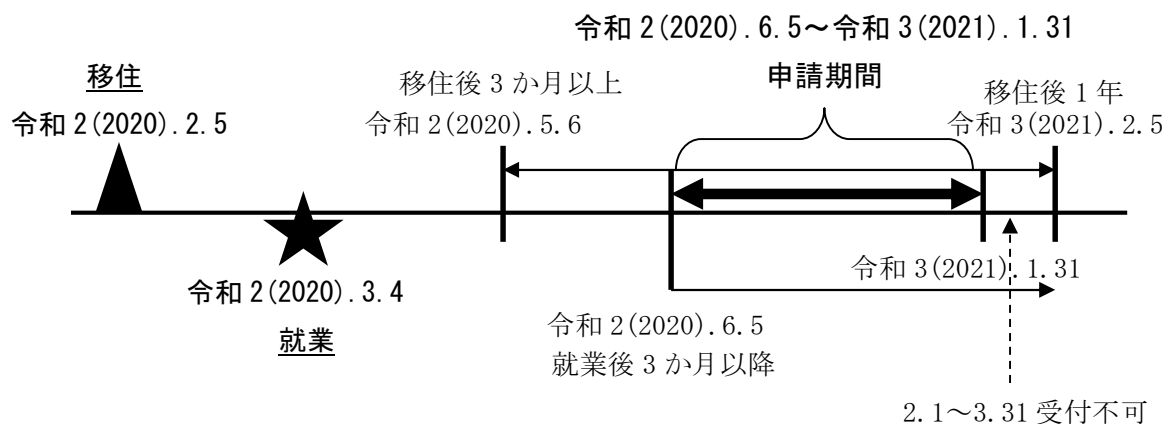 令和2(2020).6.5～令和3(2021).1.31
申請期間
移住
令和2(2020).2.5
移住後3か月以上
令和2(2020).5.6
移住後1年
令和3(2021).2.5
令和2(2020).3.4
就業
令和3(2021).1.31
令和2(2020).6.5
就業後3か月以降
2.1～3.31受付不可